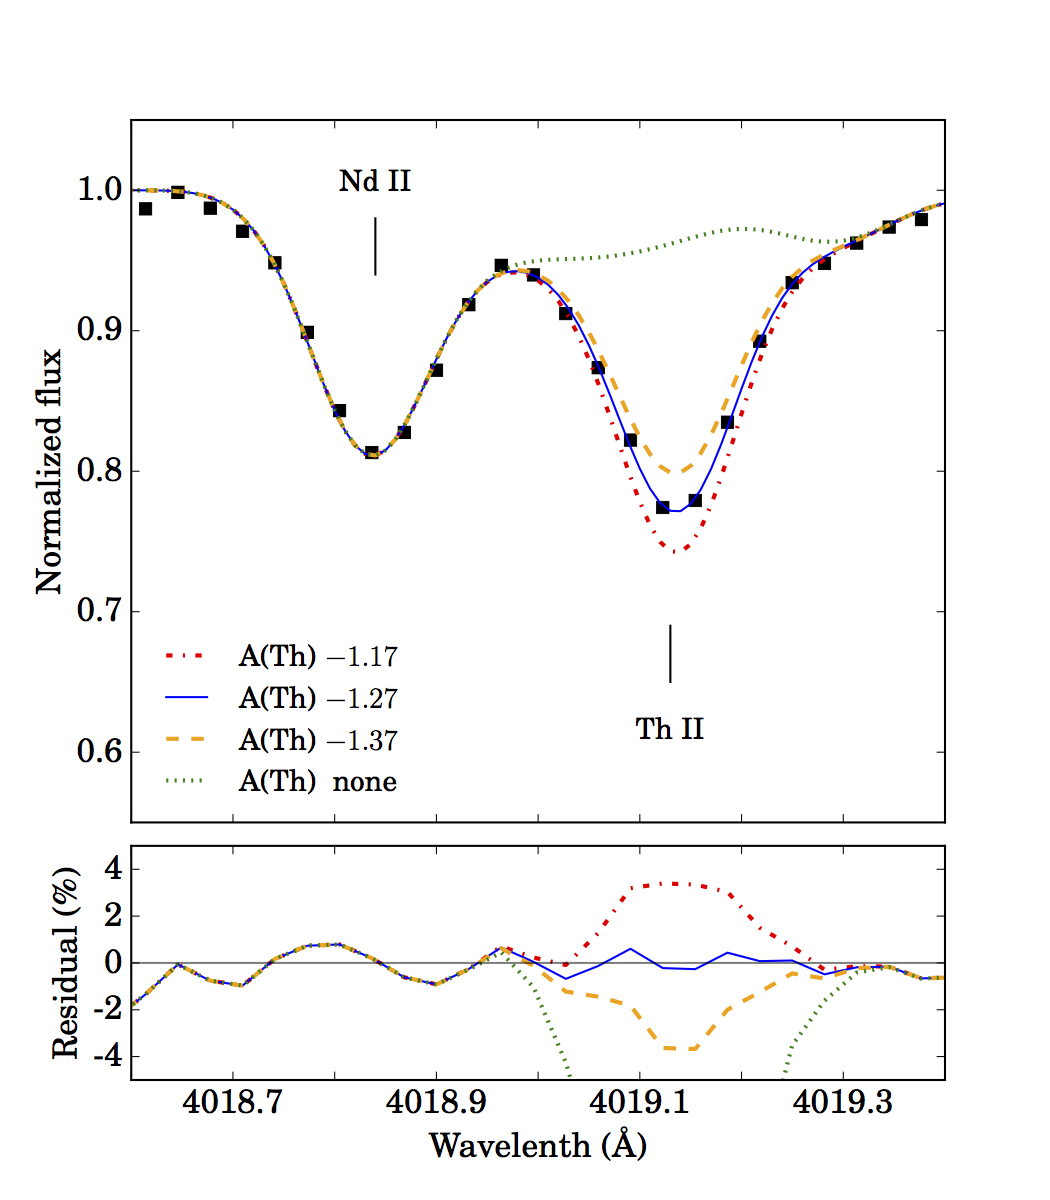 Nd II
1.0
0.9
0.8
0.7
0.6
Normalized flux
A(Th) −1.17
A(Th) −1.27
A(Th) −1.37
A(Th) none
Th II
4
2
0
-2
-4
Residual (%)
4018.7 4018.9 4019.1 4019.3
Wavelenth (Å)